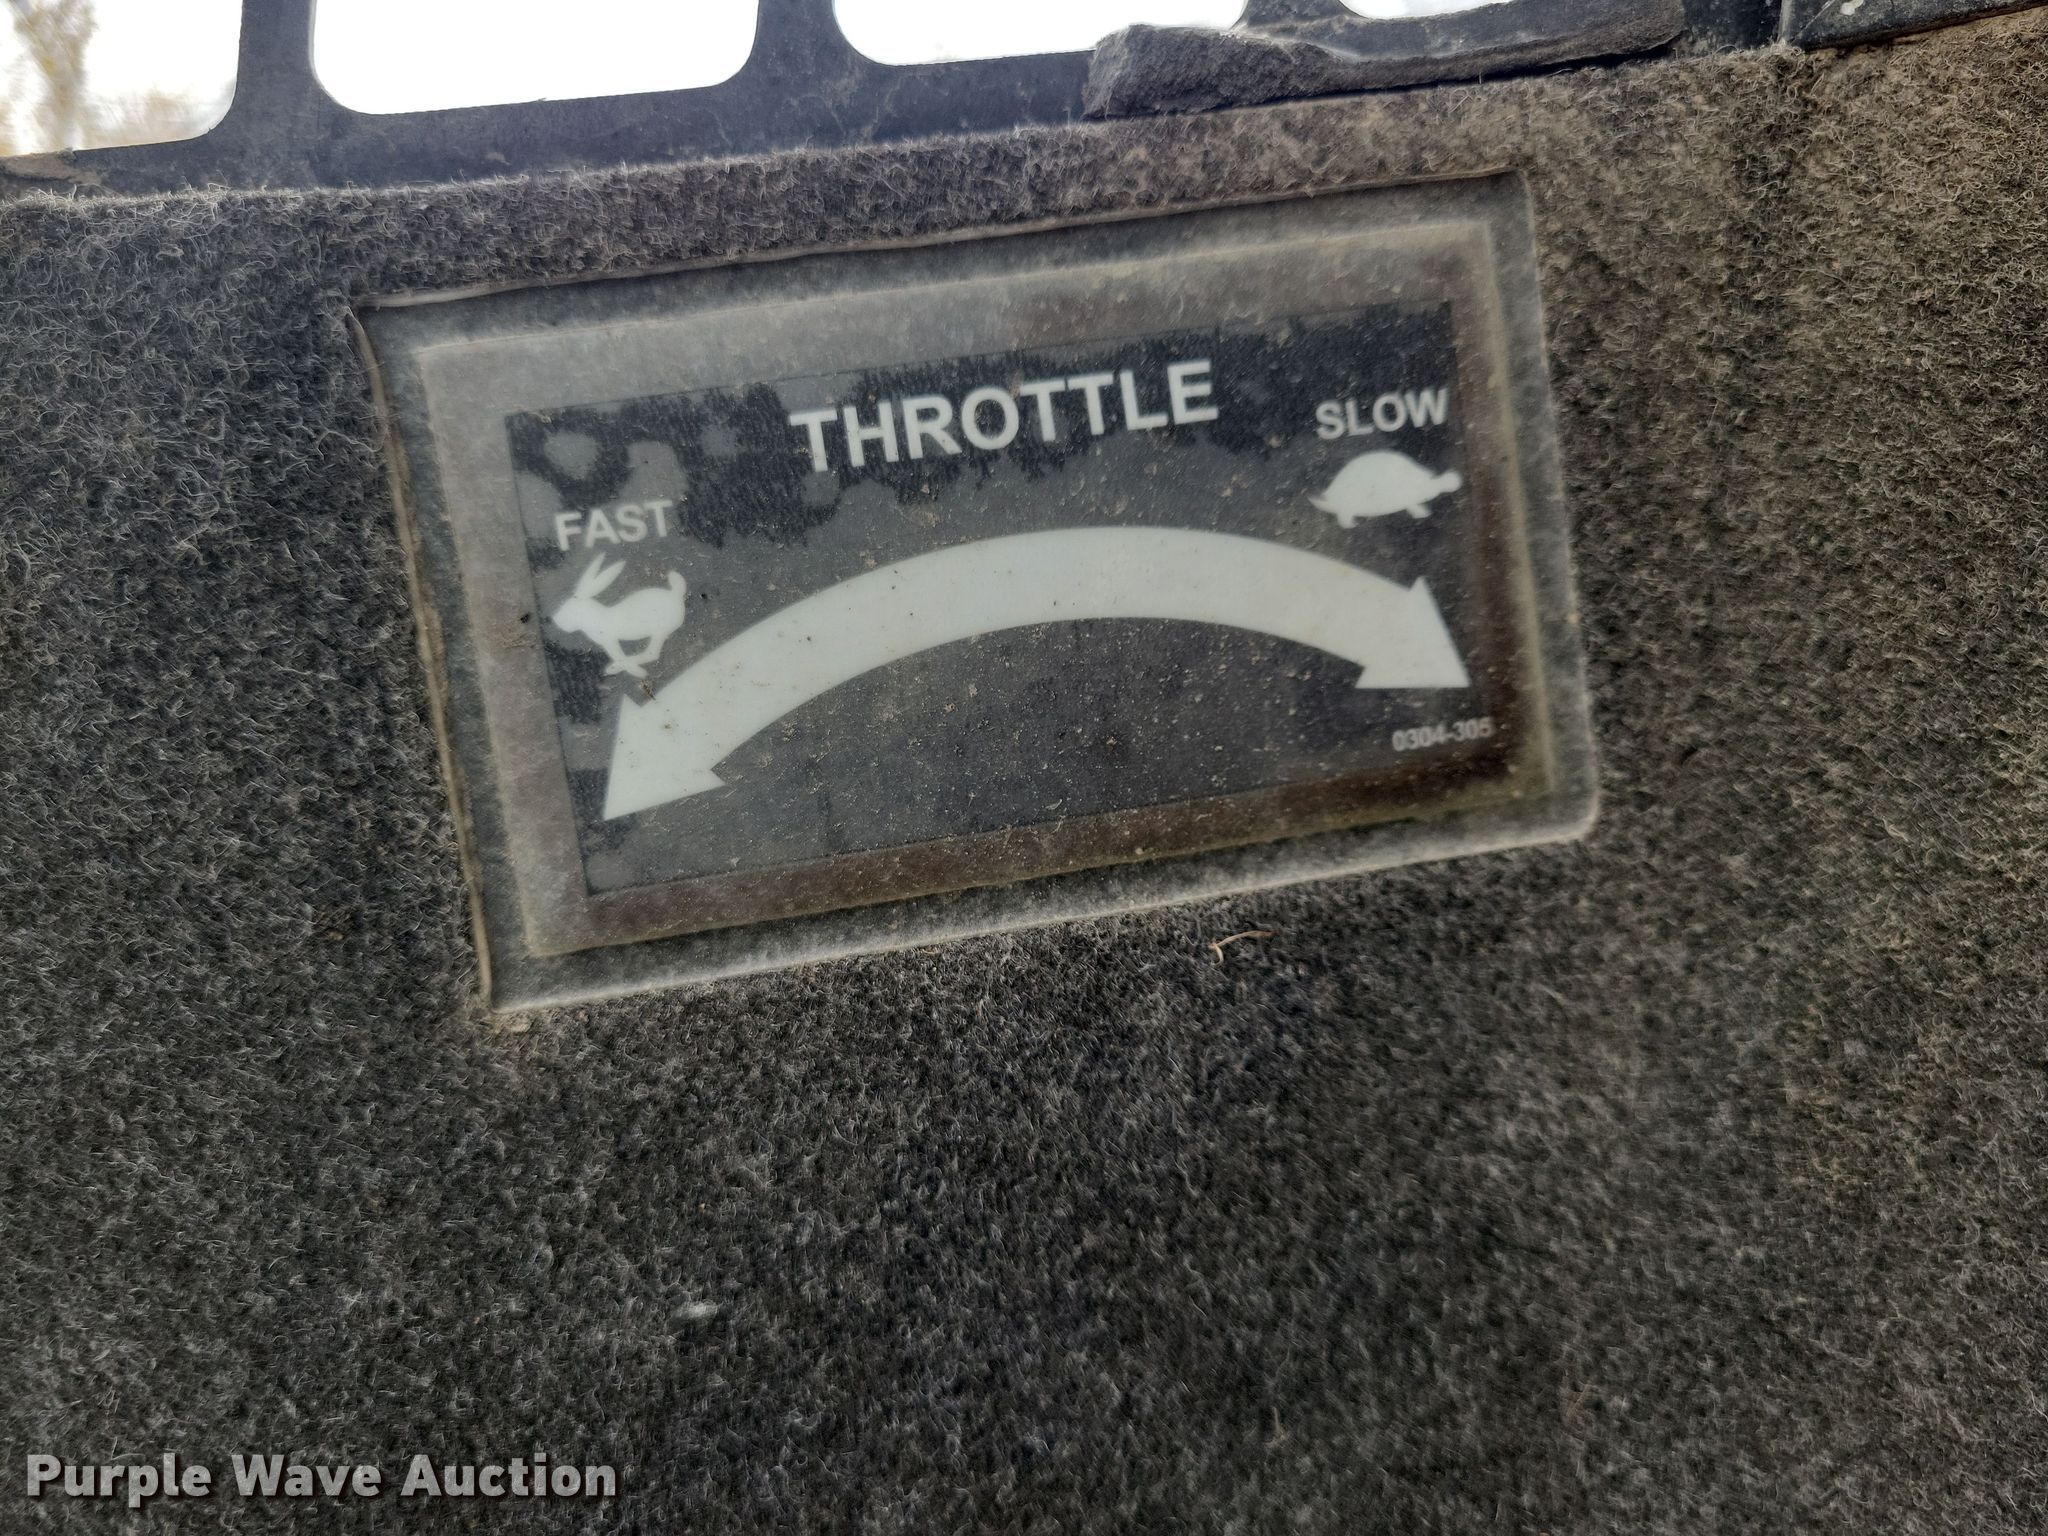 THROTTLE
SLOW
FAST
0304-305
Purple Wave Auction